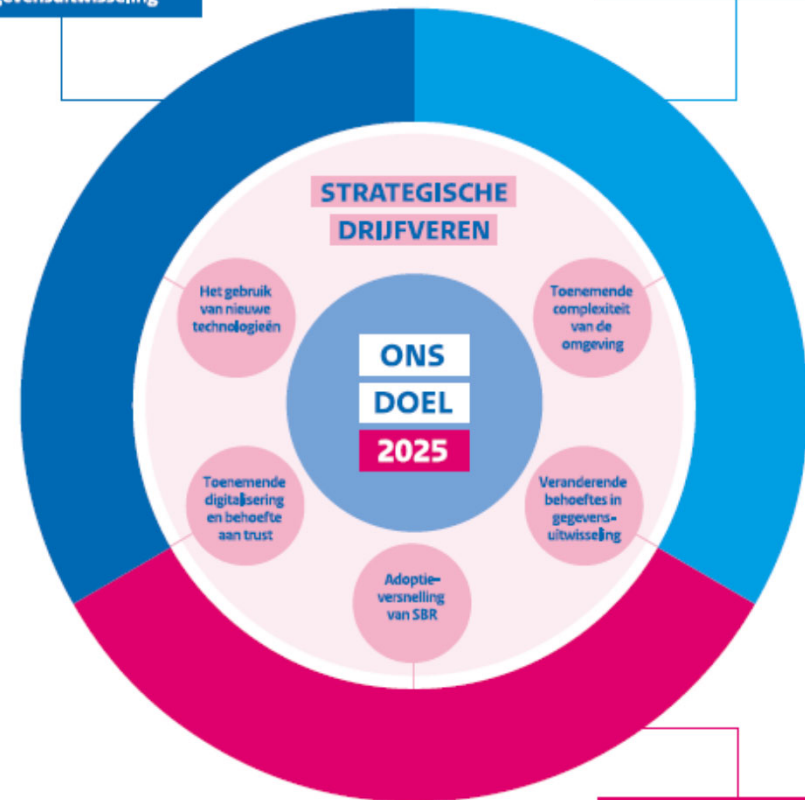 STRATEGISCHE
DRIJFVEREN
Het gebruik
van nieuwe
technologieën
Toenemende
complexiteit
van de
omgeving
ONS
DOEL
2025
Toenemende
digitalisering
en behoefte
aan trust
Veranderende
behoeftes in
gegevens-
uitwisseling
Adoptie-
versnelling
van SBR